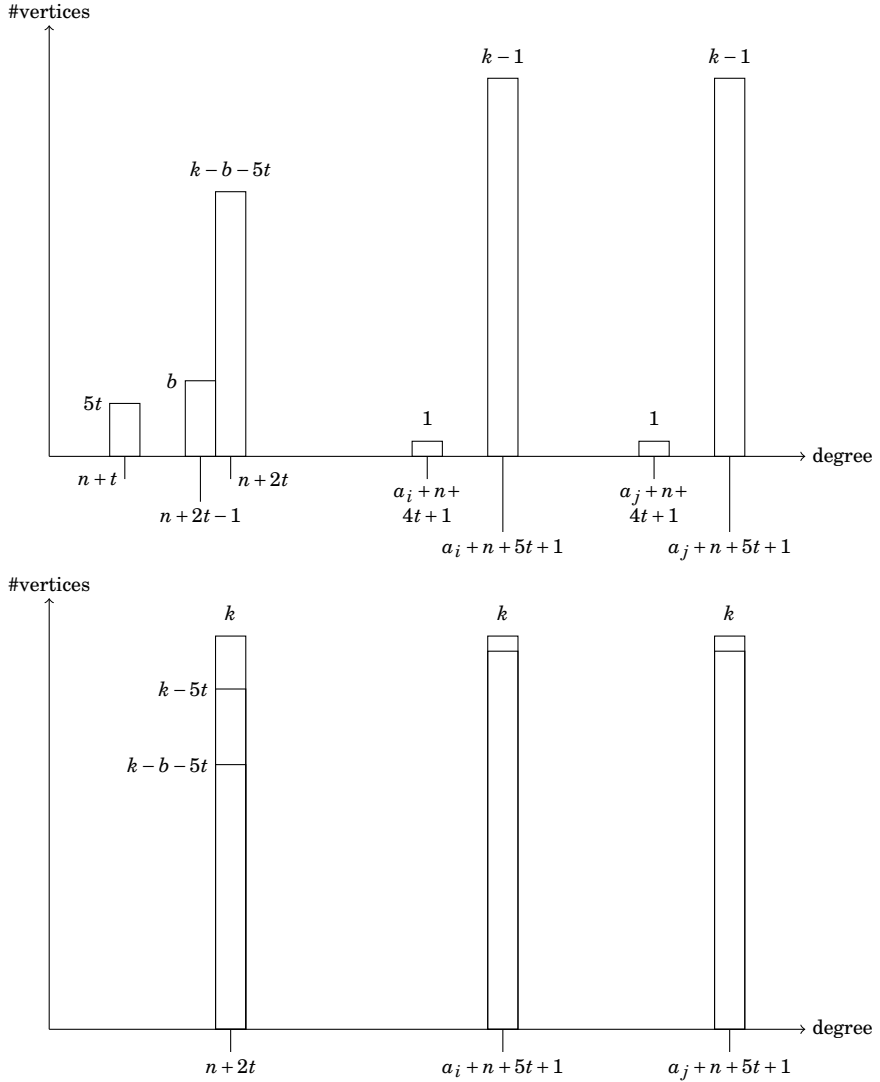 #vertices
k − 1
k − 1
k − b − 5t
b
5t
1
1
degree
n + t
n + 2t
a_i + n +
4t + 1
a_j + n +
4t + 1
n + 2t − 1
a_i + n + 5t + 1
a_j + n + 5t + 1
#vertices
k
k
k
k − 5t
k − b − 5t
degree
n + 2t
a_i + n + 5t + 1
a_j + n + 5t + 1